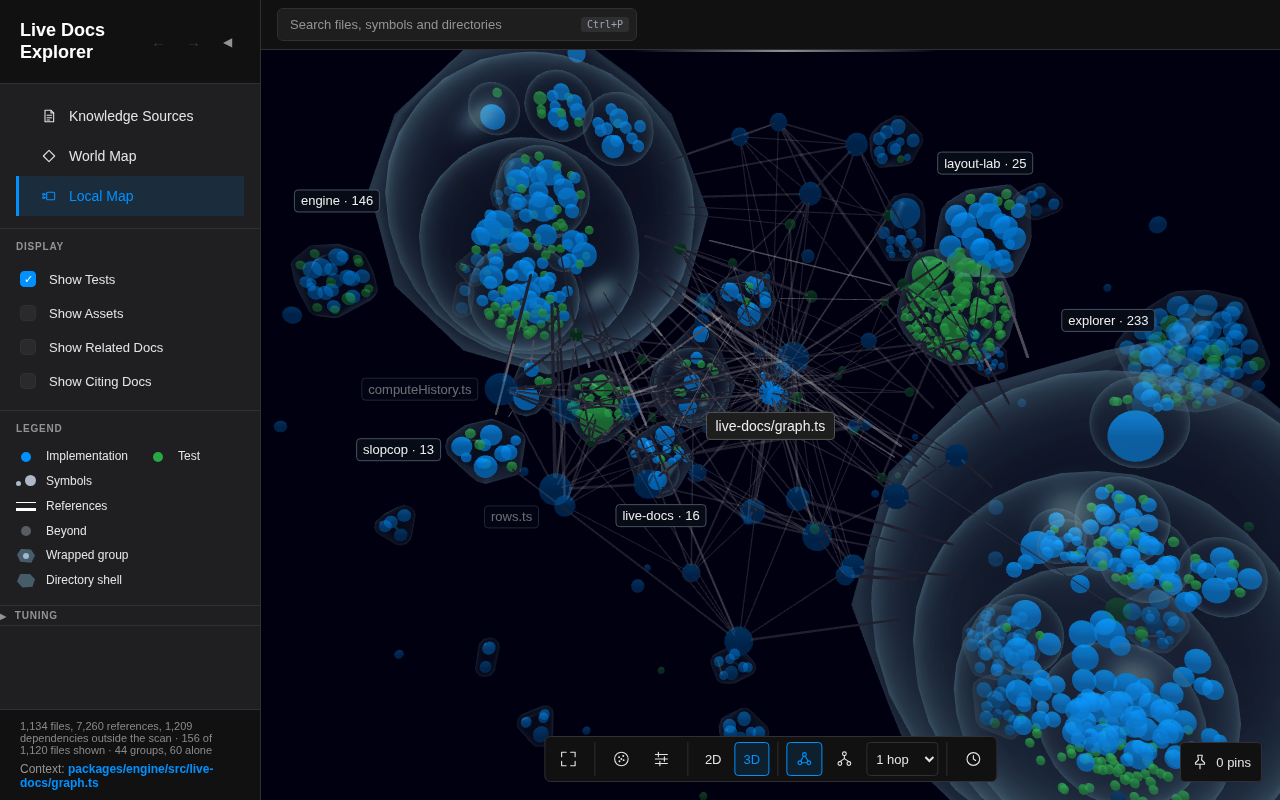 Live Docs
Explorer
Search files, symbols and directories
Ctrl+P
Knowledge Sources
World Map
Local Map
DISPLAY
Show Tests
Show Assets
Show Related Docs
Show Citing Docs
LEGEND
Implementation
Test
Symbols
References
Beyond
Wrapped group
Directory shell
TUNING
1,134 files, 7,260 references, 1,209
dependencies outside the scan · 156 of
1,120 files shown · 44 groups, 60 alone
Context: packages/engine/src/live-
docs/graph.ts
engine · 146
layout-lab · 25
explorer · 233
computeHistory.ts
live-docs/graph.ts
slopcop · 13
rows.ts
live-docs · 16
2D
3D
1 hop
0 pins